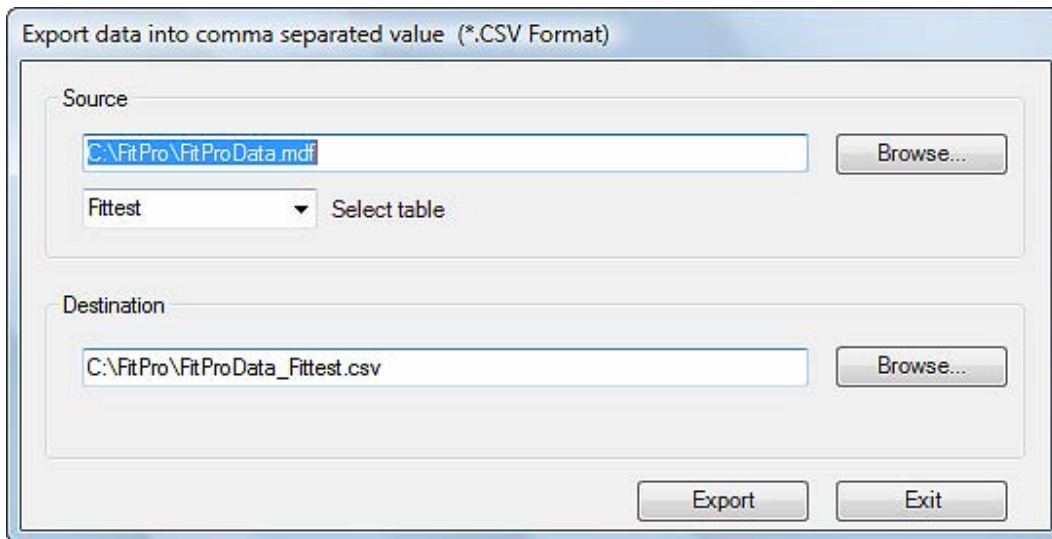 Export data into comma separated value  (*.CSV Format)
Source
C:\FitPro\FitProData.mdf
Browse...
Fittest
Select table
Destination
C:\FitPro\FitProData_Fittest.csv
Browse...
Export
Exit